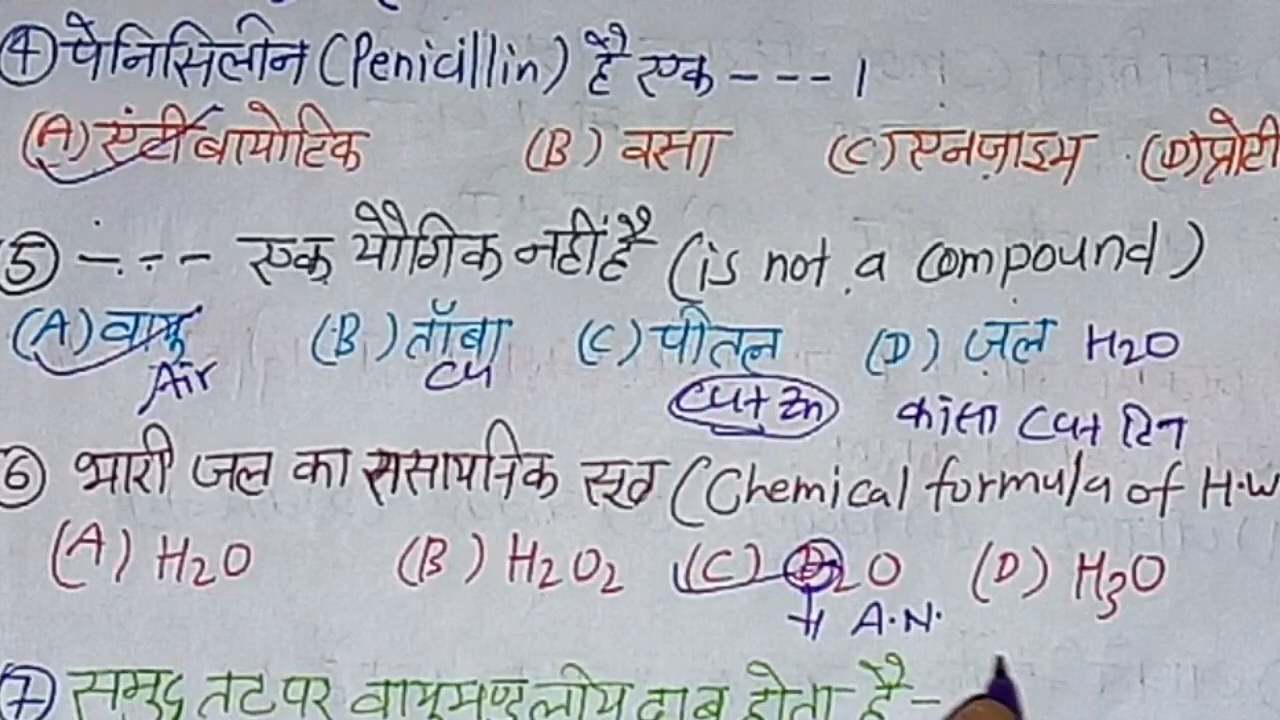 ④ पेनिसिलीन (Penicillin) है एक ---।
(A) एंटीबायोटिक (B) वसा (C) एनज़ाइम (D) प्रोटी
⑤ ---- एक यौगिक नहीं है (is not a compound)
(A) वायु (B) ताँबा (C) पीतल (D) ज़ल H2O
Air Cu Cu+Zn कांसा Cu+टिन
⑥ भारी जल का रासायनिक सूत्र (Chemical formula of H.W
(A) H2O (B) H2O2 (C) D2O (D) H3O
H A.N.
⑦ समुद्र तट पर वायुमण्डलीय दाब होता है-